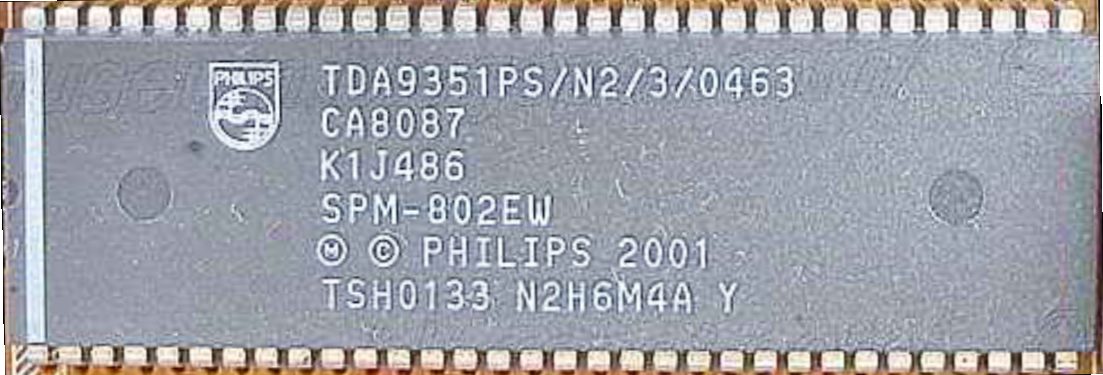 PHILIPS
TDA9351PS/N2/3/0463
CA8087
K1J486
SPM-802EW
Ⓜ © PHILIPS 2001
TSH0133 N2H6M4A Y